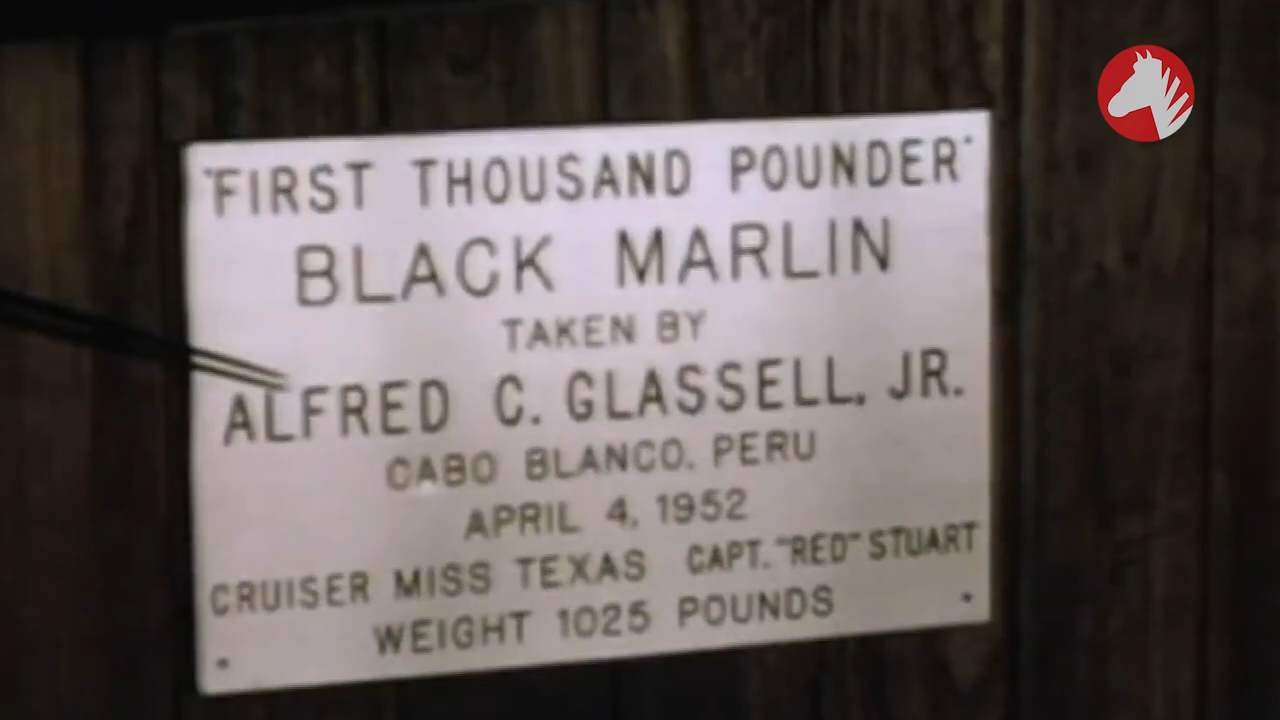 "FIRST THOUSAND POUNDER"
BLACK MARLIN
TAKEN BY
ALFRED C. GLASSELL, JR.
CABO BLANCO, PERU
APRIL 4, 1952
CRUISER MISS TEXAS CAPT. "RED" STUART
WEIGHT 1025 POUNDS